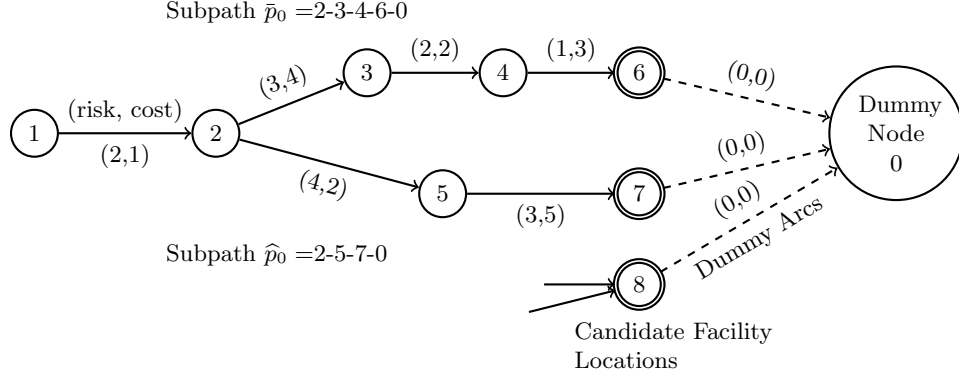 Subpath p̄₀ =2-3-4-6-0
(2,2)
(1,3)
(3,4)
3
4
6
(0,0)
(risk, cost)
1
2
(2,1)
Dummy
Node
0
(0,0)
(4,2)
5
7
(3,5)
(0,0)
Dummy Arcs
Subpath p̂₀ =2-5-7-0
8
Candidate Facility
Locations